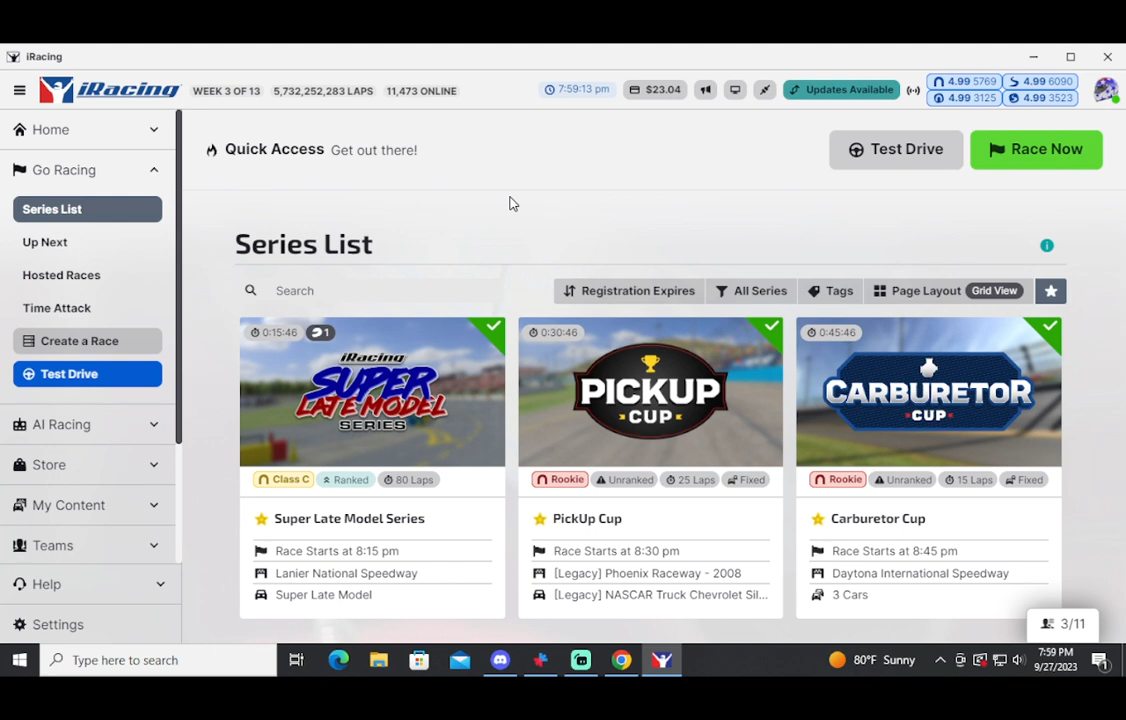 iRacing
iRacing WEEK 3 OF 13 5,732,252,283 LAPS 11,473 ONLINE 7:59:13 pm $23.04 Updates Available 4.99 5769 4.99 6090
4.99 3125 4.99 3523
Home
Go Racing
Series List
Up Next
Hosted Races
Time Attack
Create a Race
Test Drive
AI Racing
Store
My Content
Teams
Help
Settings
Quick Access Get out there!
Test Drive
Race Now
Series List
Search
Registration Expires
All Series
Tags
Page Layout Grid View
0:15:46 1
iRacing
SUPER
LATE MODEL
SERIES
Class C Ranked 80 Laps
Super Late Model Series
Race Starts at 8:15 pm
Lanier National Speedway
Super Late Model
0:30:46
PICKUP
CUP
Rookie Unranked 25 Laps Fixed
PickUp Cup
Race Starts at 8:30 pm
[Legacy] Phoenix Raceway - 2008
[Legacy] NASCAR Truck Chevrolet Sil...
0:45:46
CARBURETOR
CUP
Rookie Unranked 15 Laps Fixed
Carburetor Cup
Race Starts at 8:45 pm
Daytona International Speedway
3 Cars
3/11
Type here to search
80°F Sunny
7:59 PM
9/27/2023
1